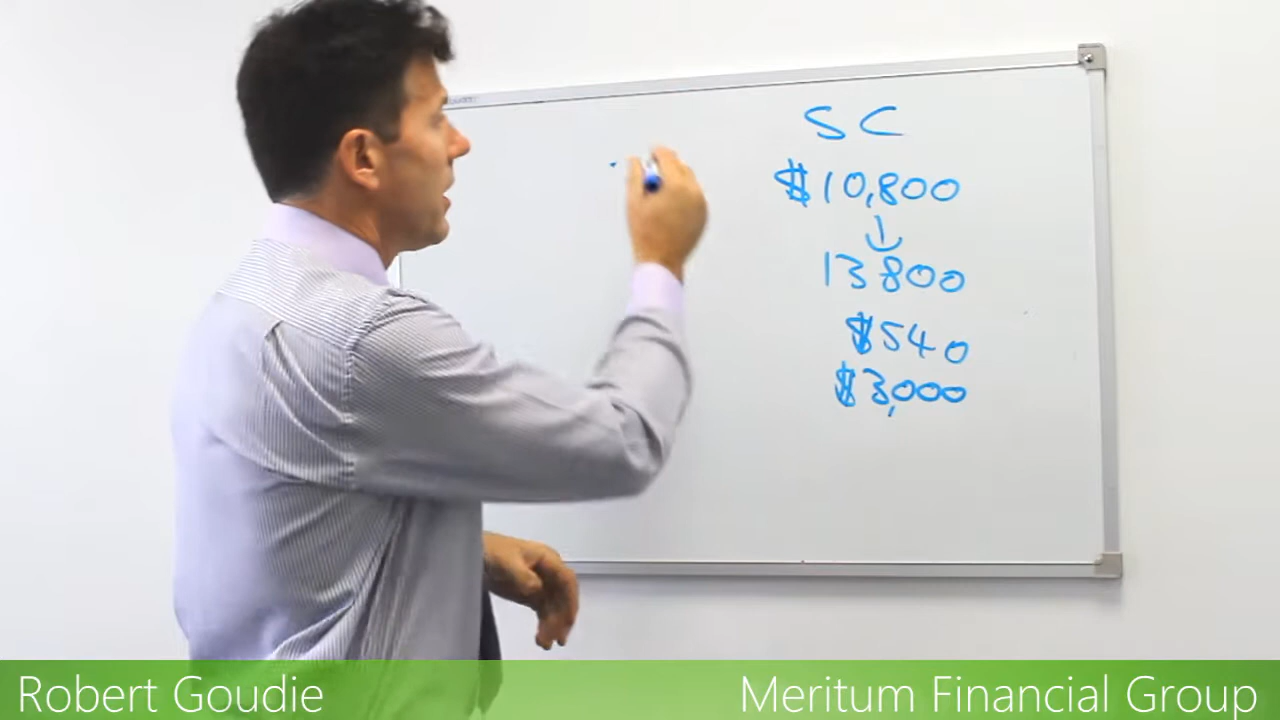 SC
$10,800
↓
13800
$540
$3,000
Robert Goudie
Meritum Financial Group